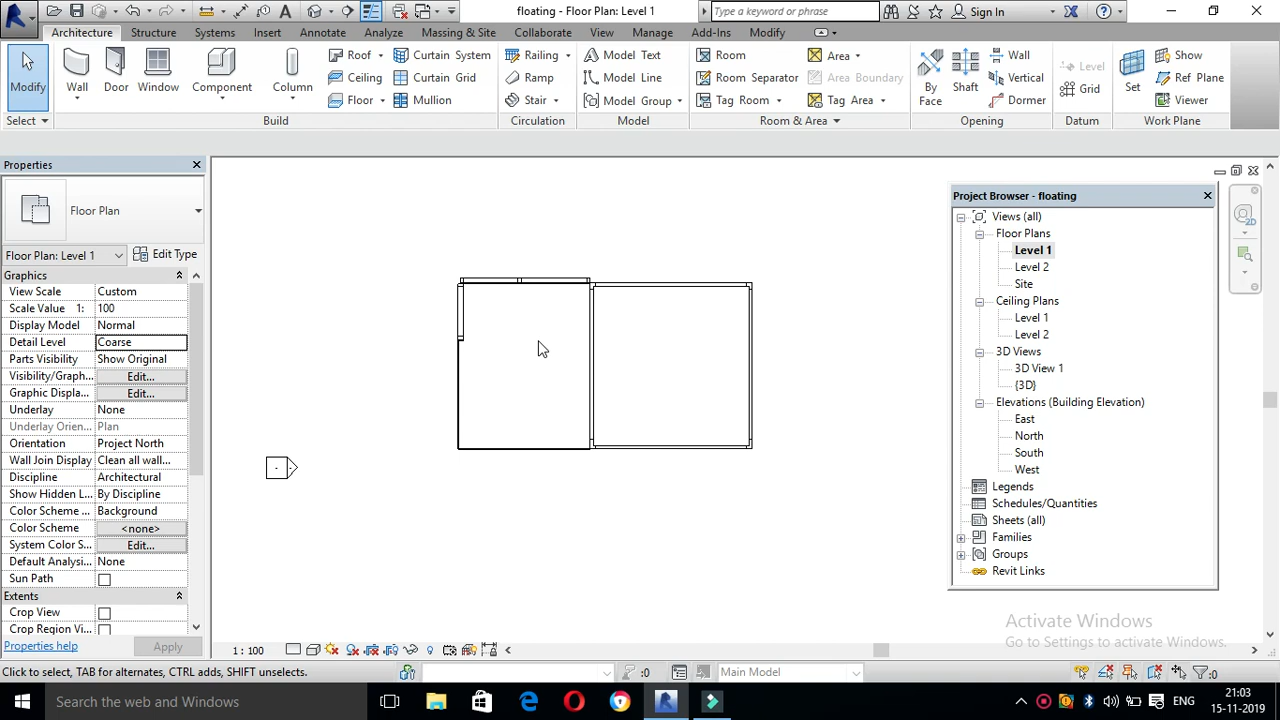 floating - Floor Plan: Level 1
Type a keyword or phrase
Sign In
Architecture Structure Systems Insert Annotate Analyze Massing & Site Collaborate View Manage Add-Ins Modify
Modify
Wall
Door
Window
Component
Column
Roof
Ceiling
Floor
Curtain System
Curtain Grid
Mullion
Railing
Ramp
Stair
Model Text
Model Line
Model Group
Room
Room Separator
Tag Room
Area
Area Boundary
Tag Area
By Face
Shaft
Wall
Vertical
Dormer
Level
Grid
Set
Show
Ref Plane
Viewer
Select Build Circulation Model Room & Area Opening Datum Work Plane
Properties
Floor Plan
Floor Plan: Level 1 Edit Type
Graphics
View Scale Custom
Scale Value 1: 100
Display Model Normal
Detail Level Coarse
Parts Visibility Show Original
Visibility/Graph... Edit...
Graphic Displa... Edit...
Underlay None
Underlay Orien... Plan
Orientation Project North
Wall Join Display Clean all wall...
Discipline Architectural
Show Hidden L... By Discipline
Color Scheme ... Background
Color Scheme <none>
System Color S... Edit...
Default Analysi... None
Sun Path
Extents
Crop View
Crop Region Vi...
Properties help Apply
Project Browser - floating
Views (all)
Floor Plans
Level 1
Level 2
Site
Ceiling Plans
Level 1
Level 2
3D Views
3D View 1
{3D}
Elevations (Building Elevation)
East
North
South
West
Legends
Schedules/Quantities
Sheets (all)
Families
Groups
Revit Links
2D
Activate Windows
Go to Settings to activate Windows.
1 : 100
Click to select, TAB for alternates, CTRL adds, SHIFT unselects.
:0
Main Model
:0
Search the web and Windows
ENG
21:03
15-11-2019